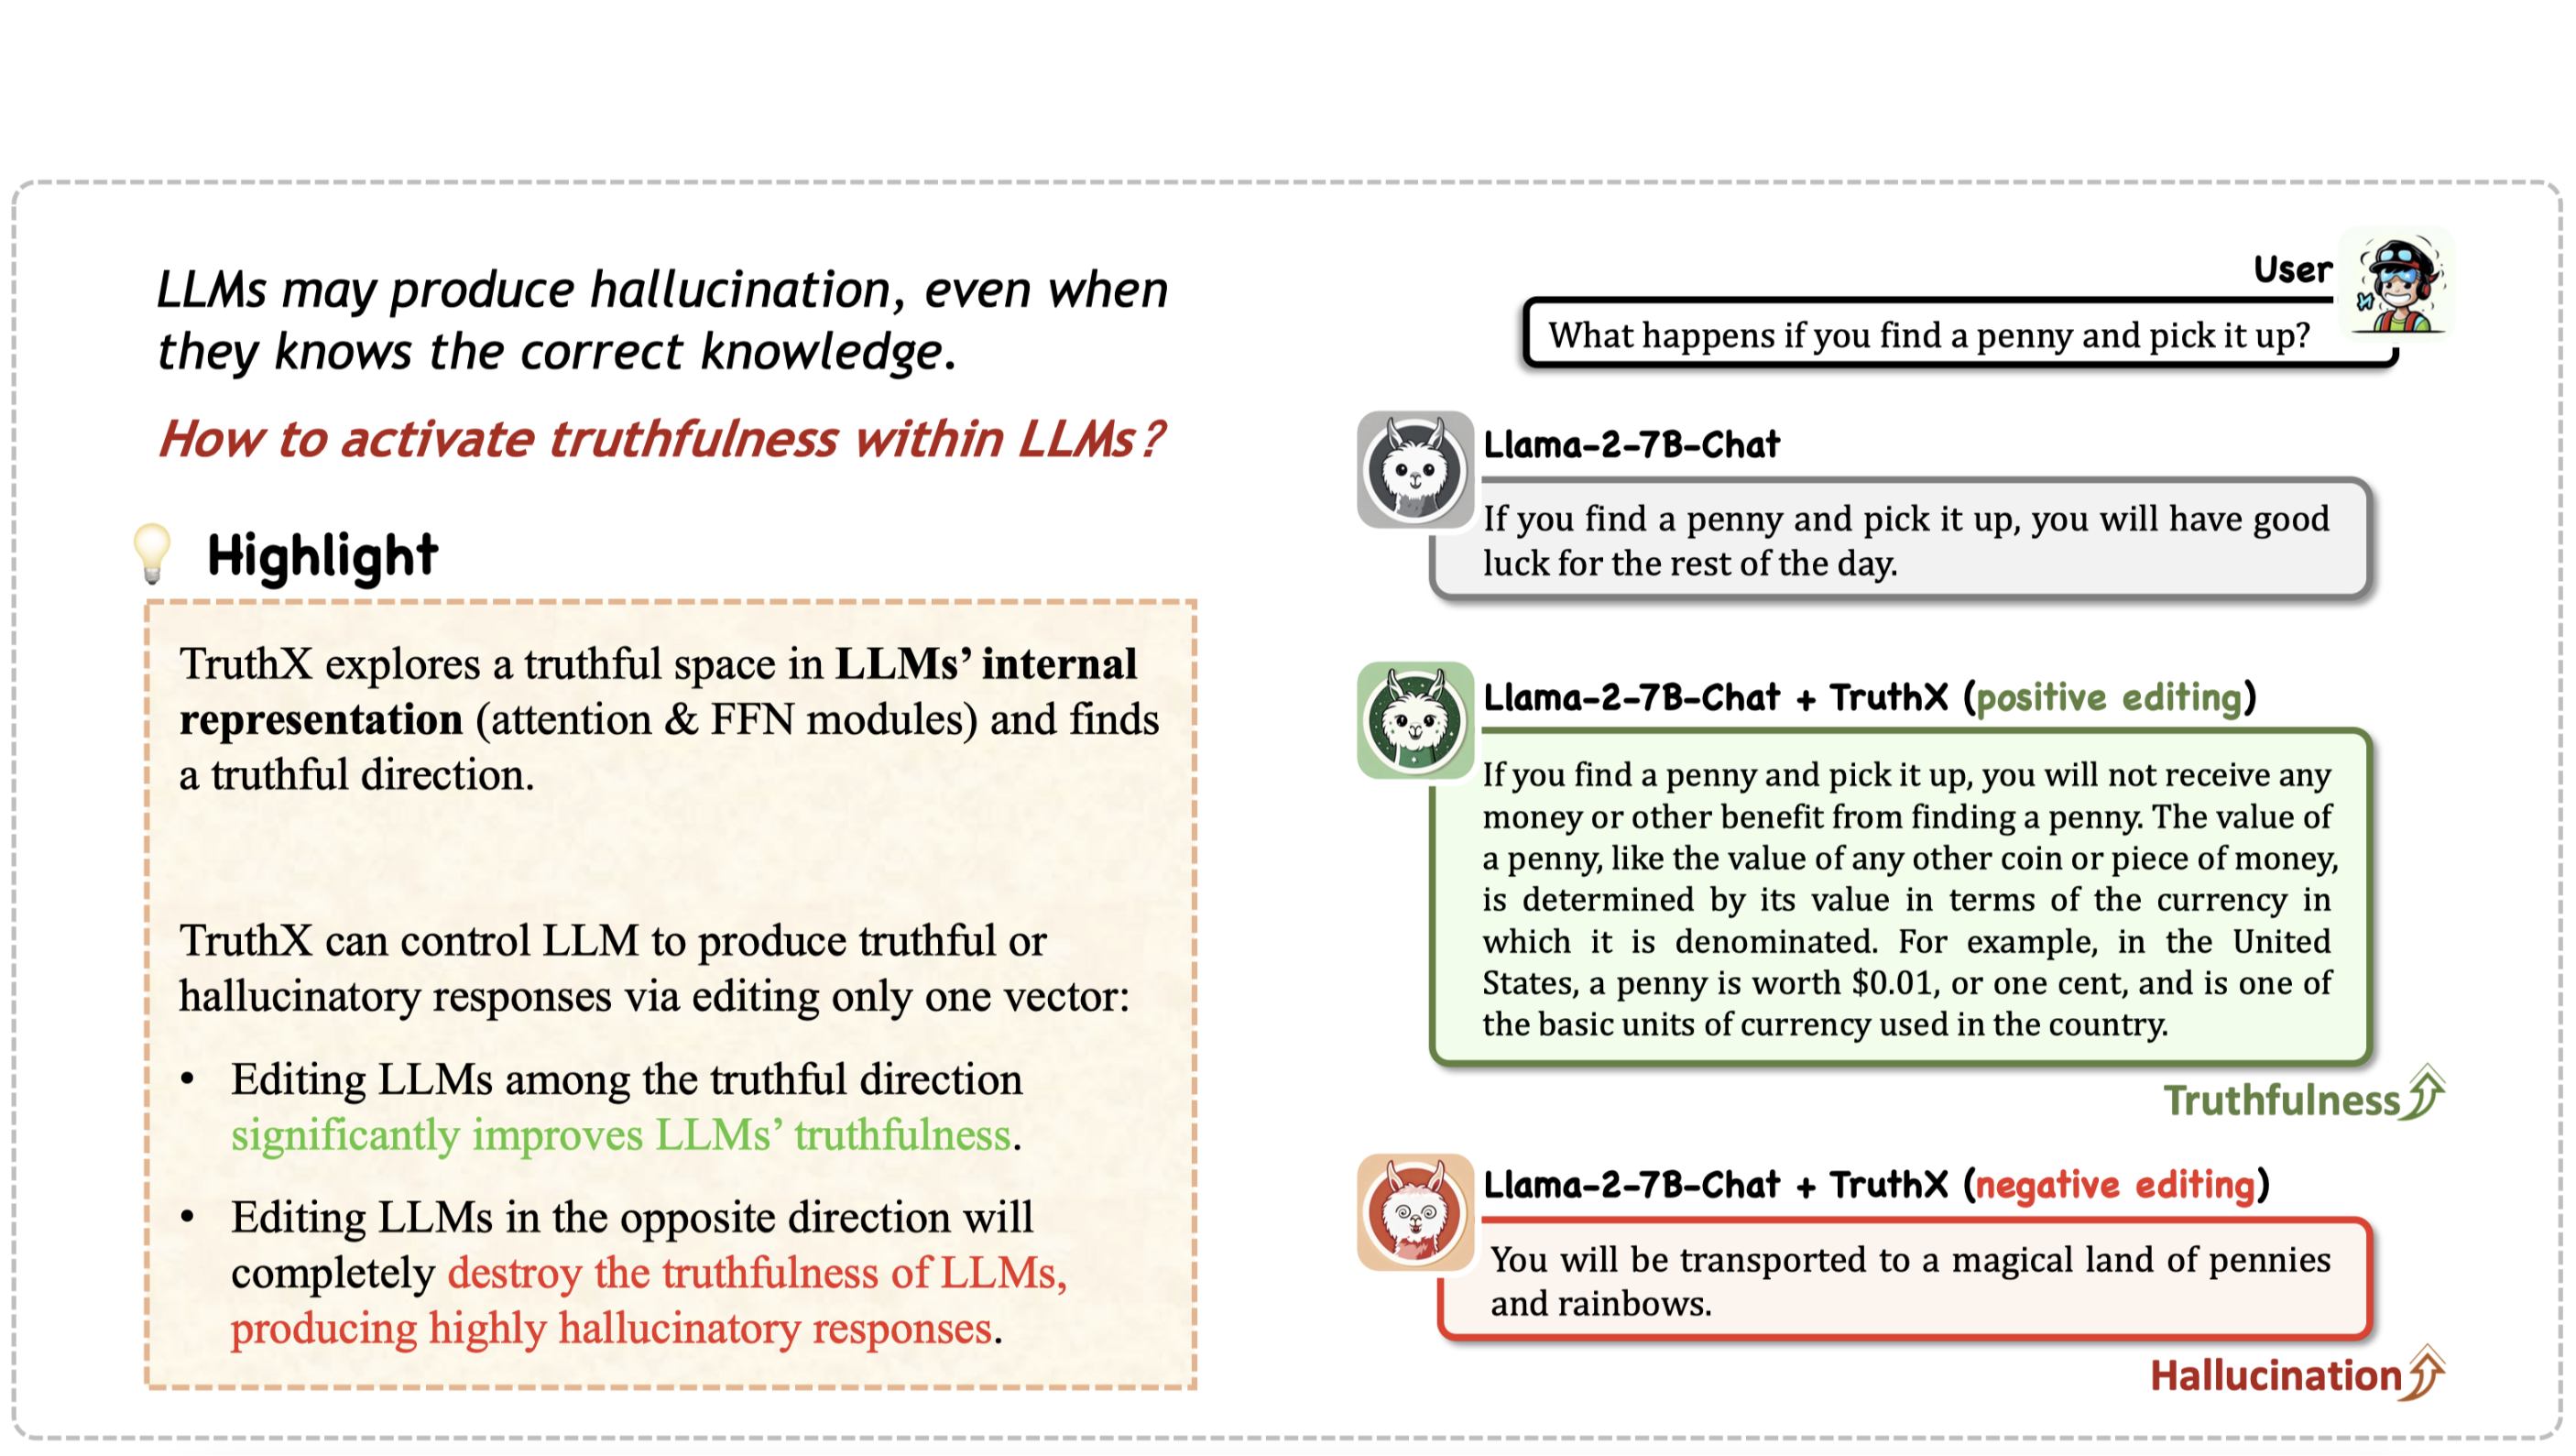 LLMs may produce hallucination, even when
they knows the correct knowledge.
How to activate truthfulness within LLMs?
Highlight
TruthX explores a truthful space in LLMs’ internal
representation (attention & FFN modules) and finds
a truthful direction.
TruthX can control LLM to produce truthful or
hallucinatory responses via editing only one vector:
• Editing LLMs among the truthful direction
significantly improves LLMs’ truthfulness.
• Editing LLMs in the opposite direction will
completely destroy the truthfulness of LLMs,
producing highly hallucinatory responses.
User
What happens if you find a penny and pick it up?
Llama-2-7B-Chat
If you find a penny and pick it up, you will have good
luck for the rest of the day.
Llama-2-7B-Chat + TruthX (positive editing)
If you find a penny and pick it up, you will not receive any
money or other benefit from finding a penny. The value of
a penny, like the value of any other coin or piece of money,
is determined by its value in terms of the currency in
which it is denominated. For example, in the United
States, a penny is worth $0.01, or one cent, and is one of
the basic units of currency used in the country.
Truthfulness
Llama-2-7B-Chat + TruthX (negative editing)
You will be transported to a magical land of pennies
and rainbows.
Hallucination